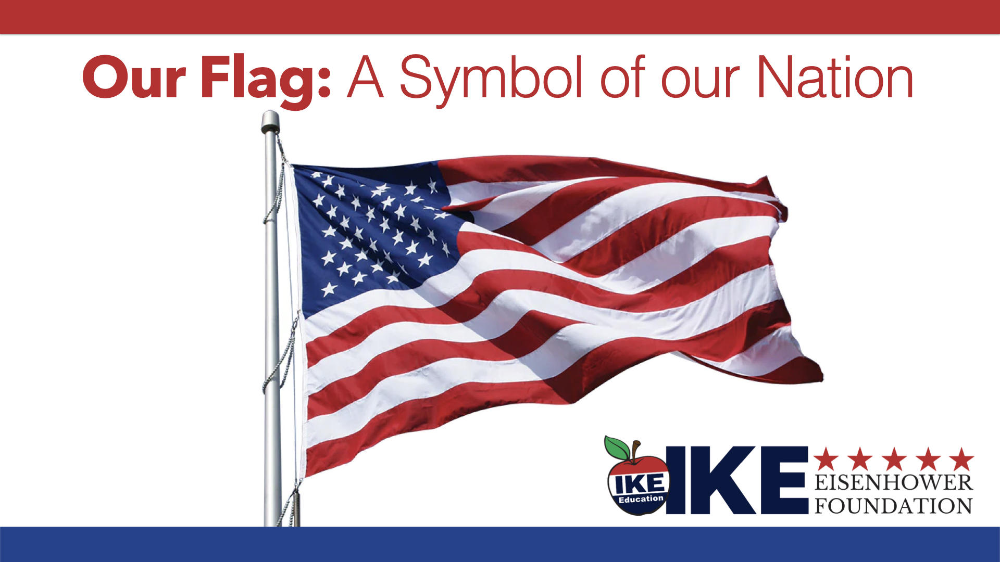 Our Flag: A Symbol of our Nation
IKE
Education
IKE
EISENHOWER
FOUNDATION